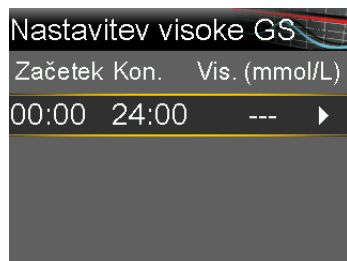 Nastavitev visoke GS
Začetek Kon. Vis. (mmol/L)
00:00 24:00 ---